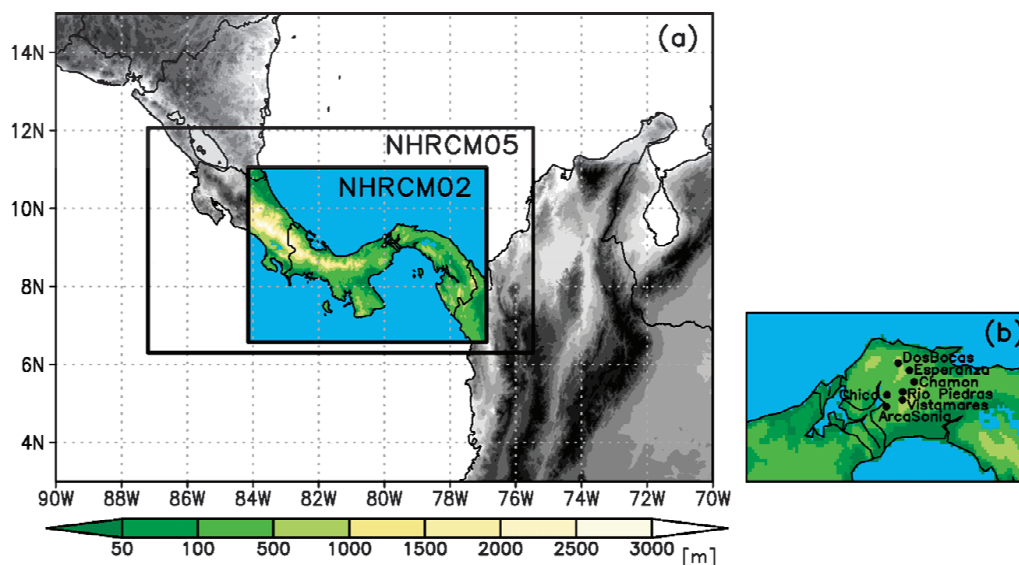 (a)
14N
12N
10N
8N
6N
4N
NHRCM05
NHRCM02
90W 88W 86W 84W 82W 80W 78W 76W 74W 72W 70W
50 100 500 1000 1500 2000 2500 3000 [m]
(b)
DosBocas
Esperanza
Chamon
Chico Rio Piedras
Vistamares
ArcaSonia